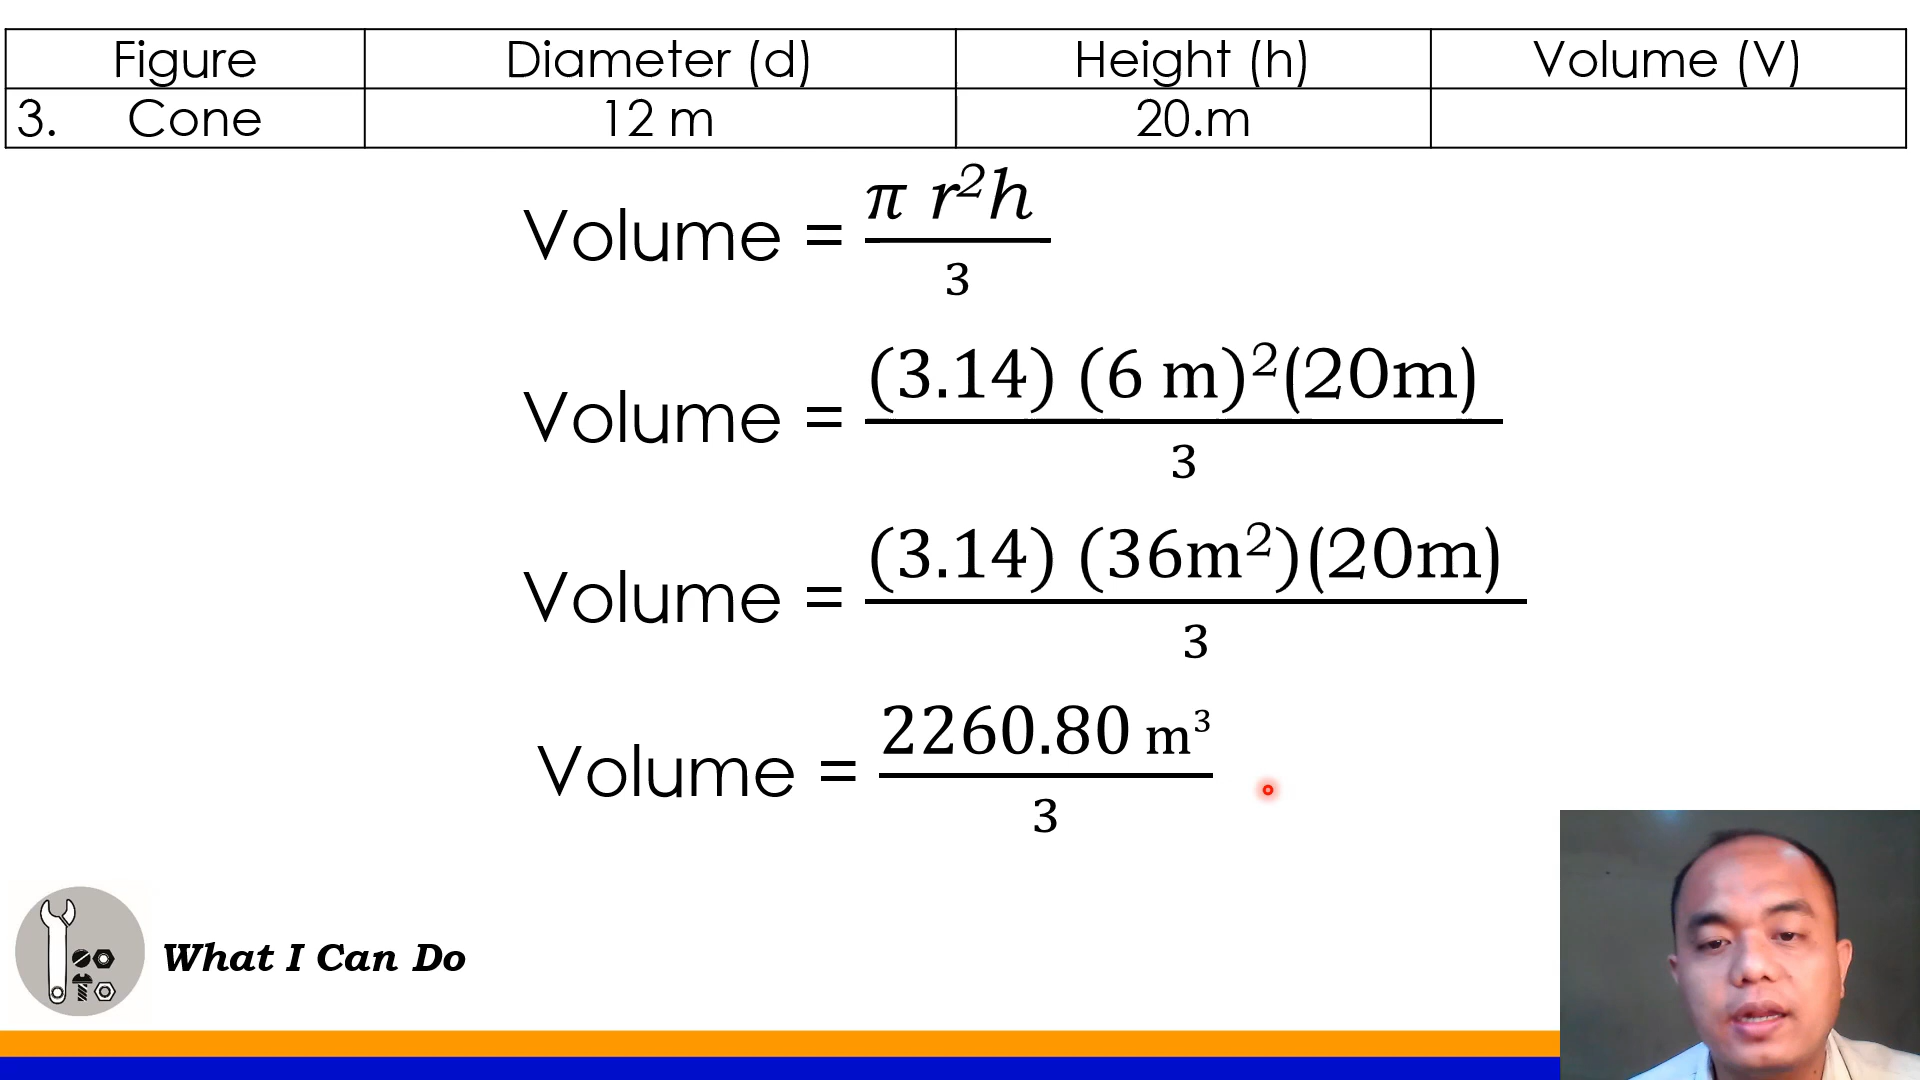 Figure Diameter (d) Height (h) Volume (V)
3. Cone 12 m 20.m
Volume = π r²h / 3
Volume = (3.14) (6 m)²(20m) / 3
Volume = (3.14) (36m²)(20m) / 3
Volume = 2260.80 m³ / 3
What I Can Do